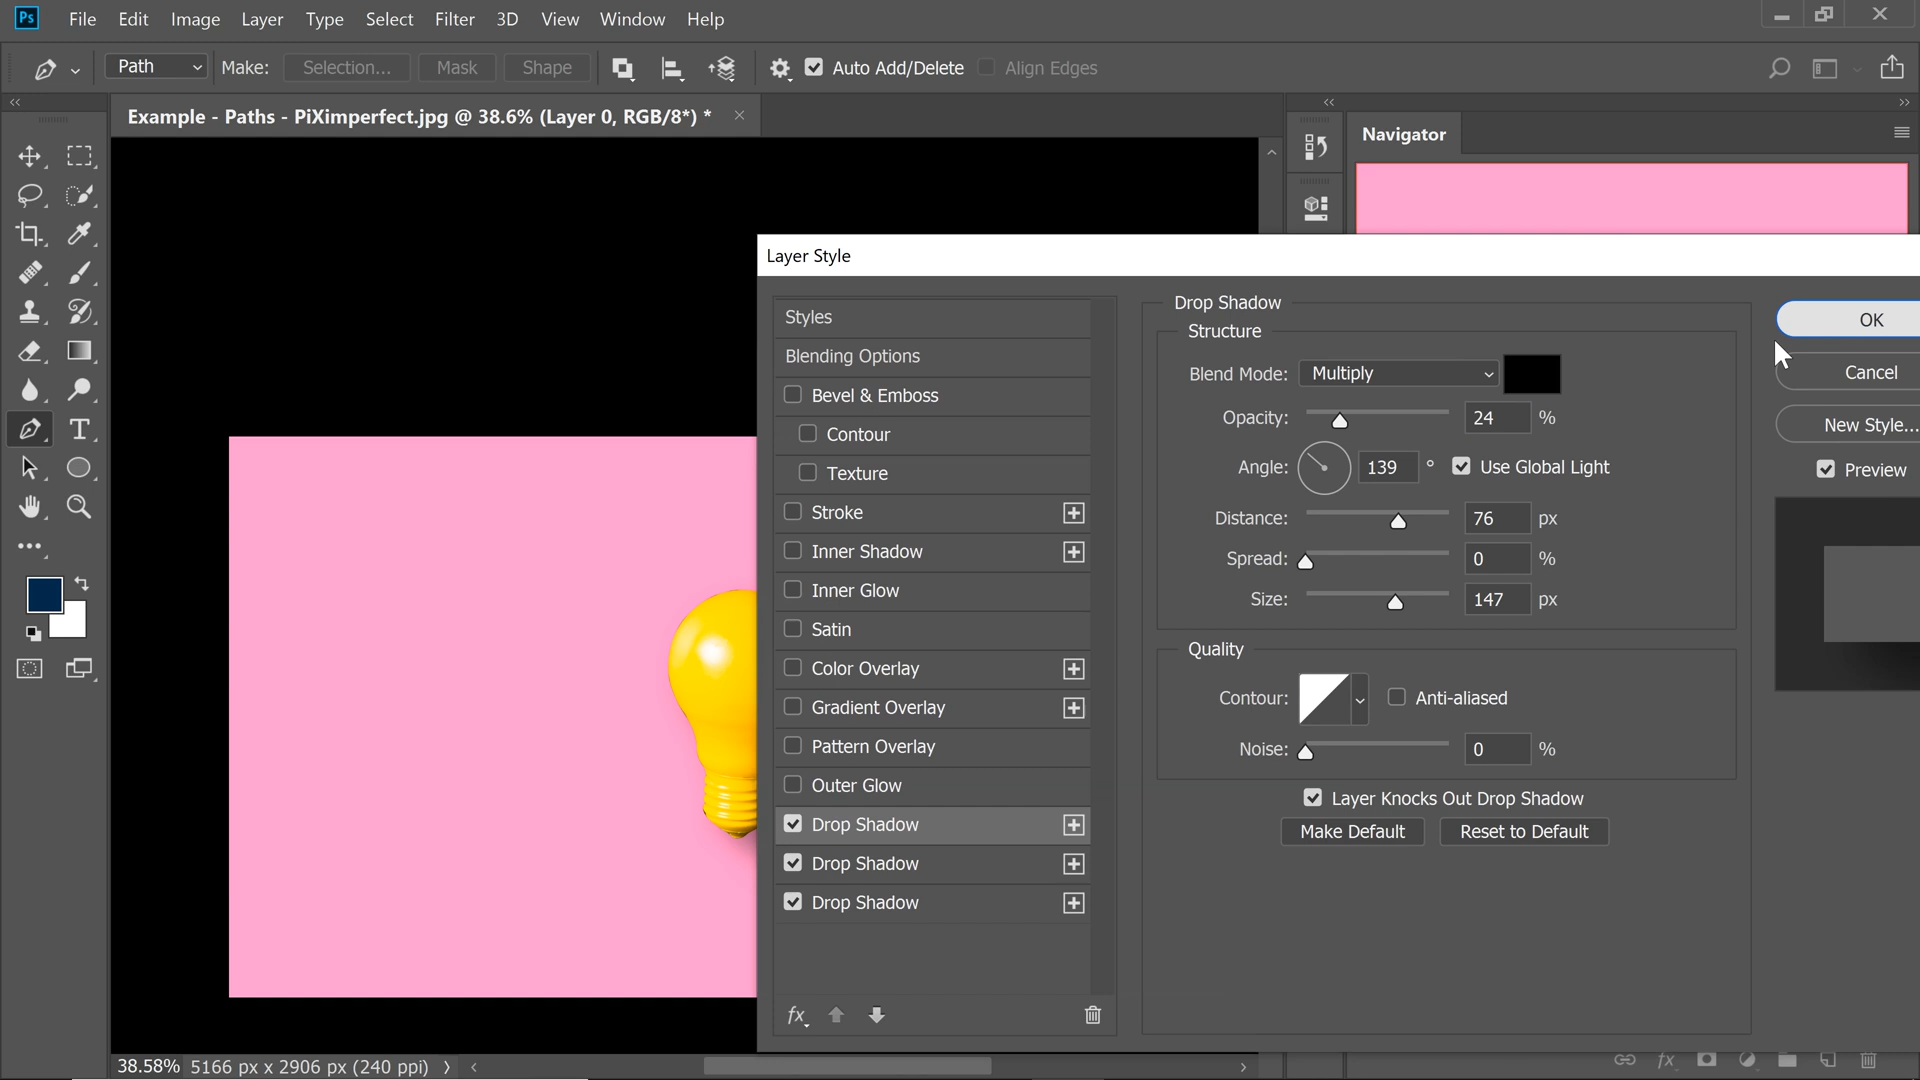 Ps File Edit Image Layer Type Select Filter 3D View Window Help
Path Make: Selection... Mask Shape Auto Add/Delete Align Edges
Example - Paths - PiXimperfect.jpg @ 38.6% (Layer 0, RGB/8*) *
Navigator
Layer Style
Styles
Blending Options
Bevel & Emboss
Contour
Texture
Stroke
Inner Shadow
Inner Glow
Satin
Color Overlay
Gradient Overlay
Pattern Overlay
Outer Glow
Drop Shadow
Drop Shadow
Drop Shadow
fx
Drop Shadow
Structure
Blend Mode: Multiply
Opacity: 24 %
Angle: 139 ° Use Global Light
Distance: 76 px
Spread: 0 %
Size: 147 px
Quality
Contour: Anti-aliased
Noise: 0 %
Layer Knocks Out Drop Shadow
Make Default Reset to Default
OK
Cancel
New Style...
Preview
38.58% 5166 px x 2906 px (240 ppi)
fx